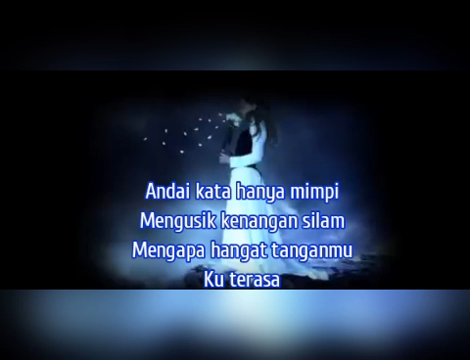 Andai kata hanya mimpi
Mengusik kenangan silam
Mengapa hangat tanganmu
Ku terasa